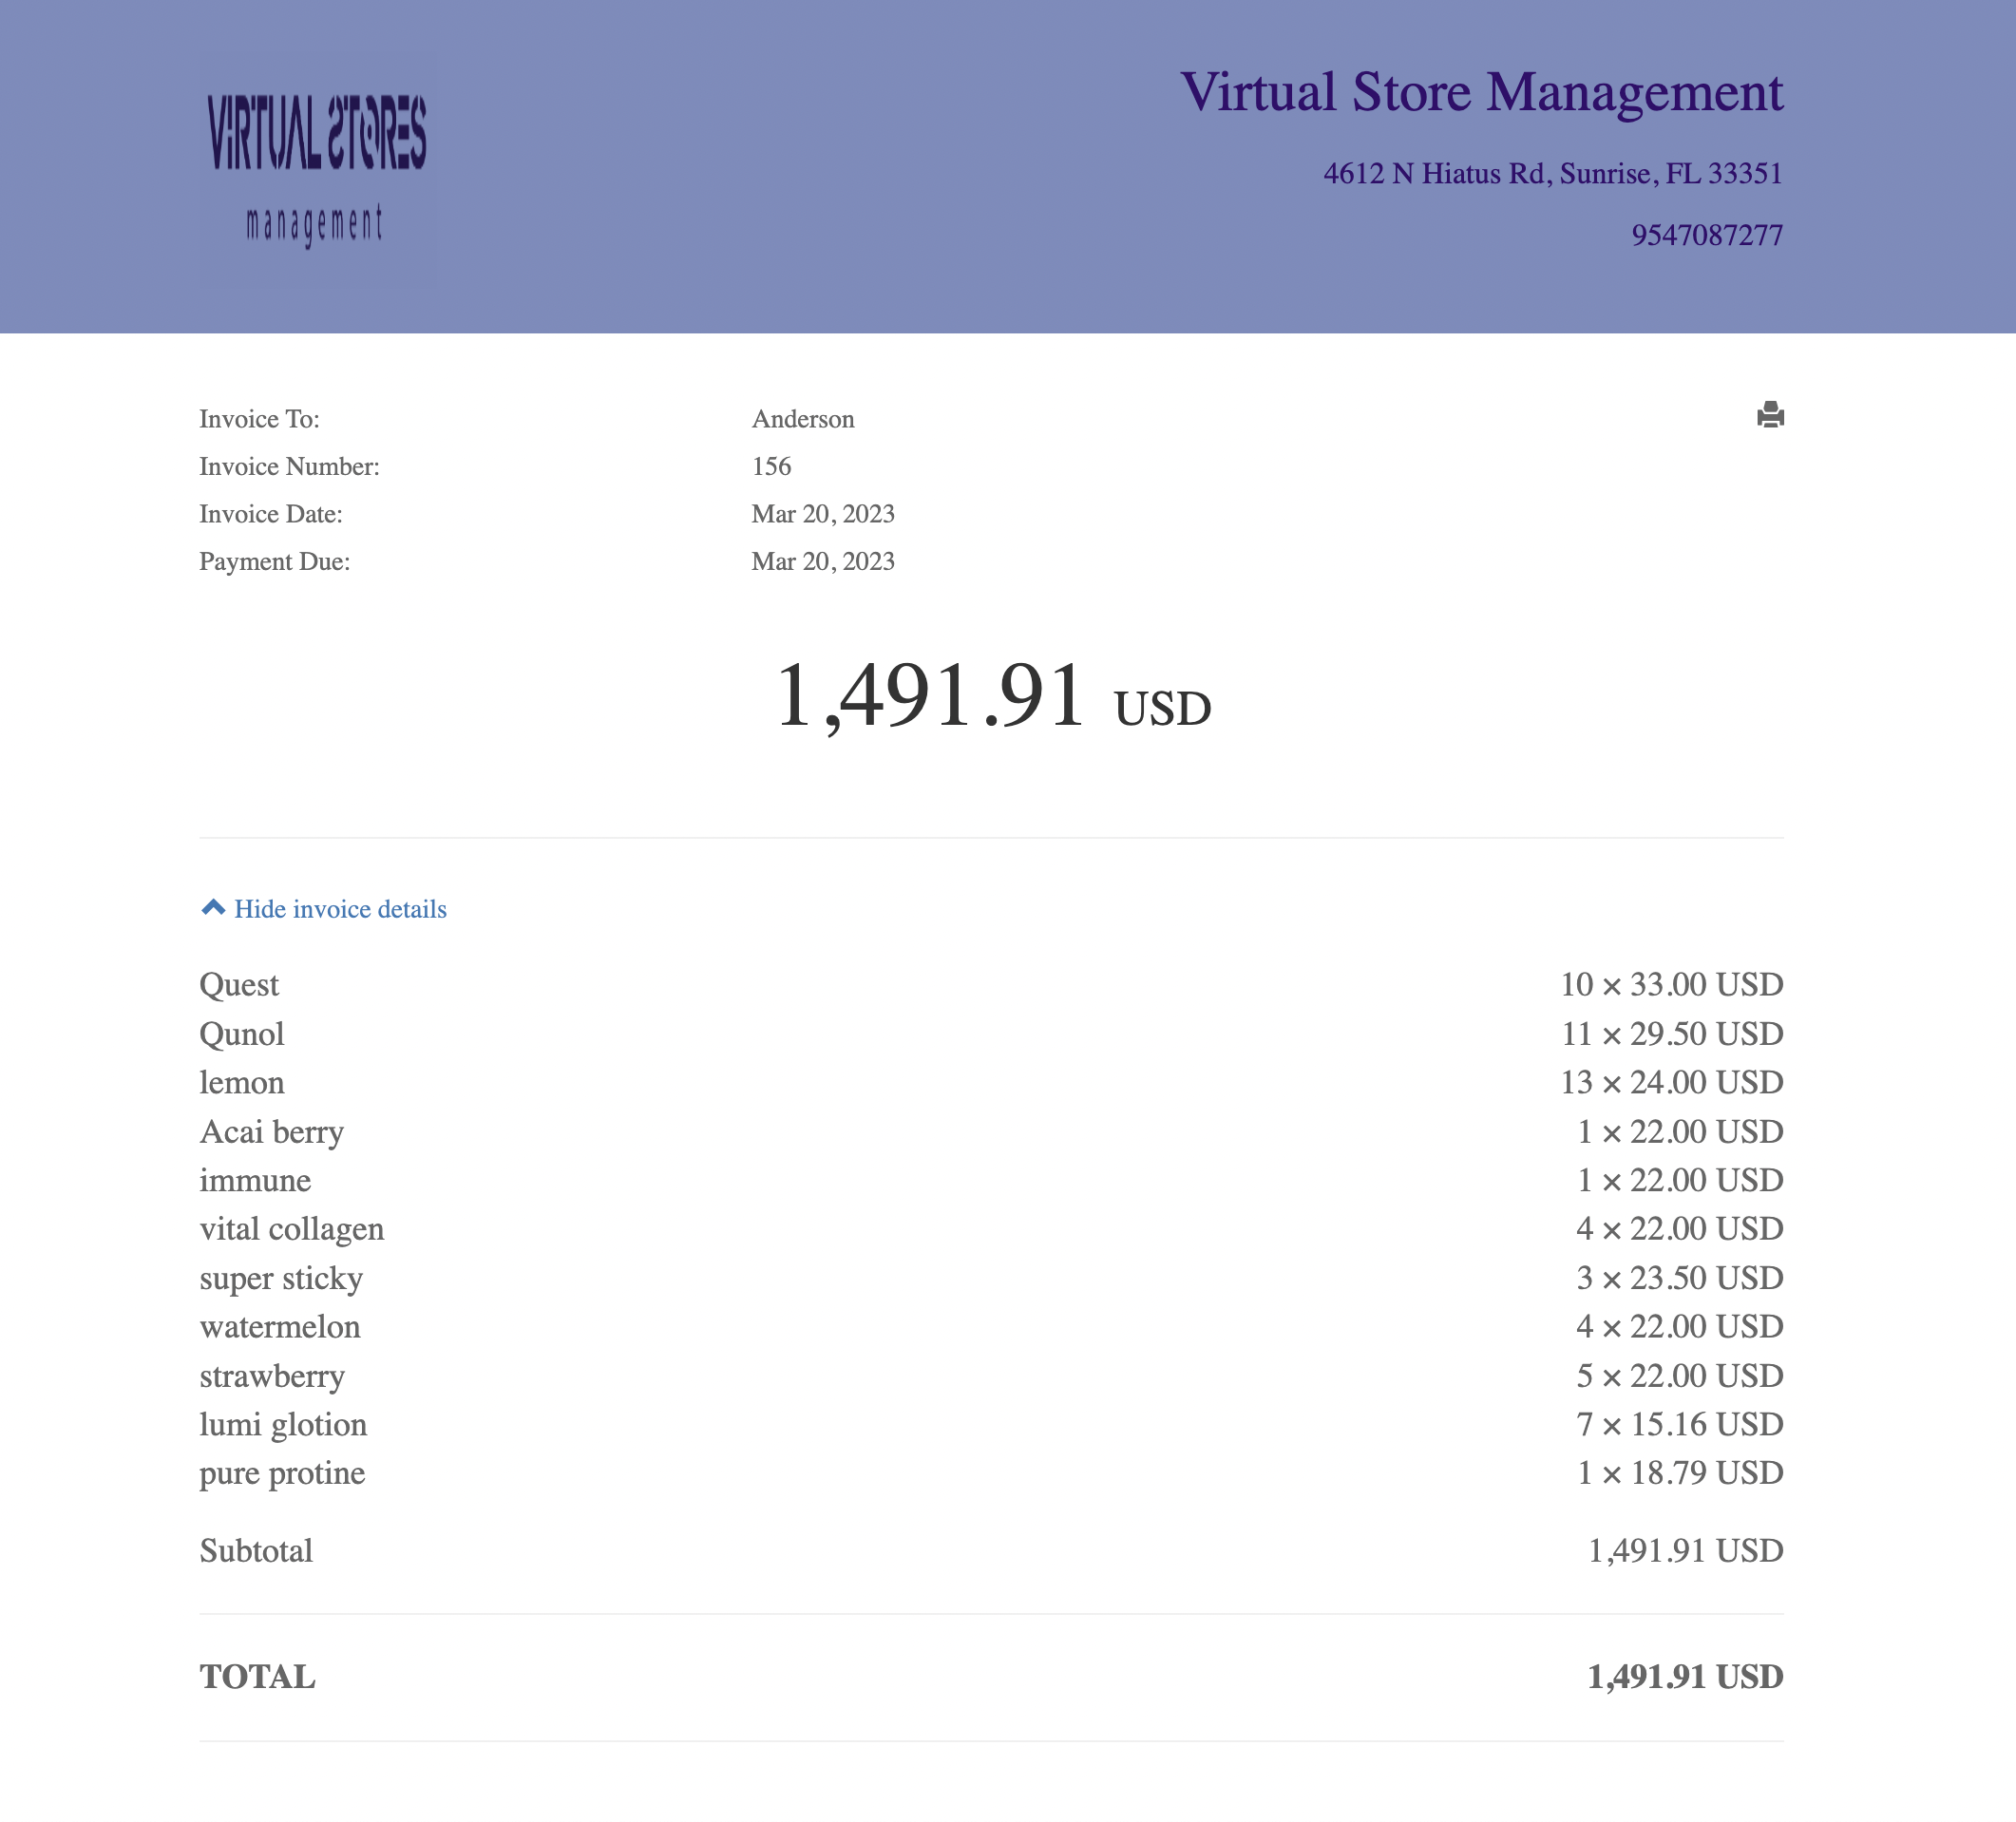 VIRTUAL STORES
management
Virtual Store Management
4612 N Hiatus Rd, Sunrise, FL 33351
9547087277
Invoice To: Anderson
Invoice Number: 156
Invoice Date: Mar 20, 2023
Payment Due: Mar 20, 2023
1,491.91 USD
Hide invoice details
Quest 10 × 33.00 USD
Qunol 11 × 29.50 USD
lemon 13 × 24.00 USD
Acai berry 1 × 22.00 USD
immune 1 × 22.00 USD
vital collagen 4 × 22.00 USD
super sticky 3 × 23.50 USD
watermelon 4 × 22.00 USD
strawberry 5 × 22.00 USD
lumi glotion 7 × 15.16 USD
pure protine 1 × 18.79 USD
Subtotal 1,491.91 USD
TOTAL 1,491.91 USD